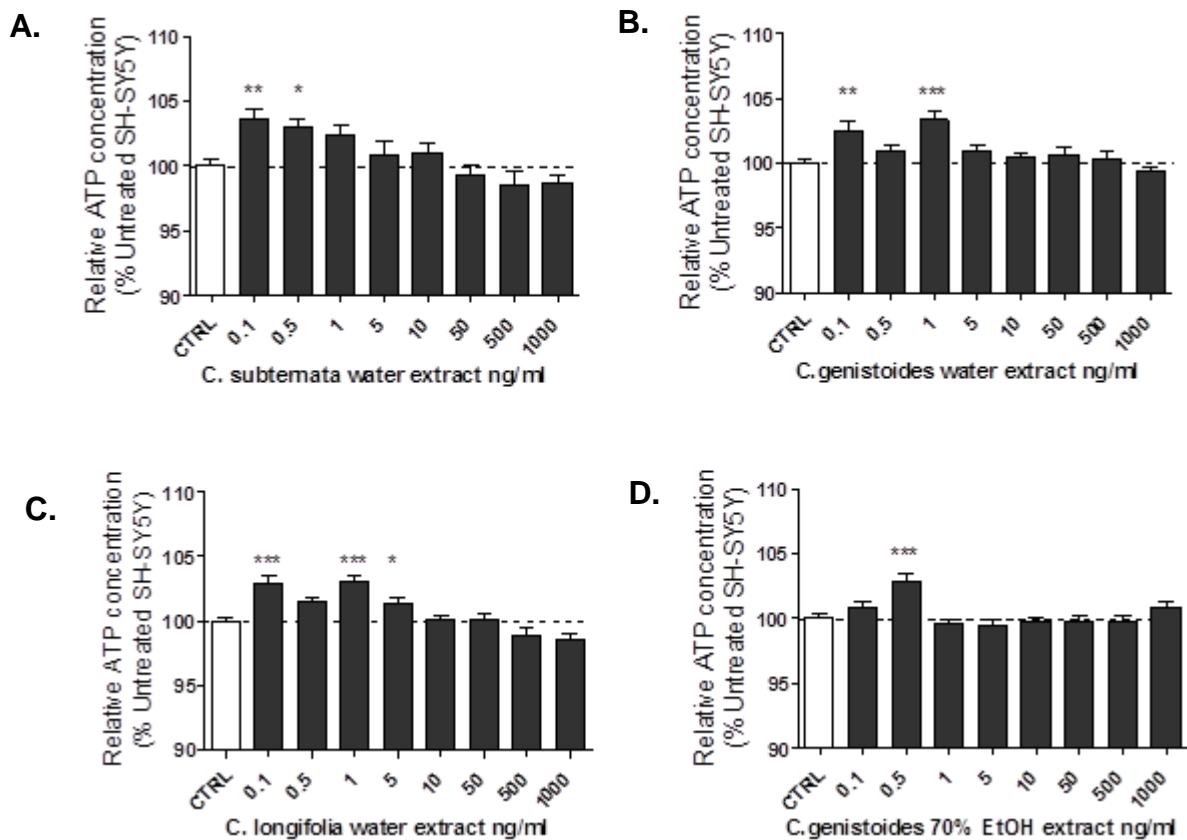 A.
Relative ATP concentration
(% Untreated SH-SY5Y)
110
105
100
95
90
** *
CTRL 0.1 0.5 1 5 10 50 500 1000
C. subternata water extract ng/ml
B.
Relative ATP concentration
(% Untreated SH-SY5Y)
110
105
100
95
90
** ***
CTRL 0.1 0.5 1 5 10 50 500 1000
C.genistoides water extract ng/ml
C.
Relative ATP concentration
(% Untreated SH-SY5Y)
110
105
100
95
90
*** *** *
CTRL 0.1 0.5 1 5 10 50 500 1000
C. longifolia water extract ng/ml
D.
Relative ATP concentration
(% Untreated SH-SY5Y)
110
105
100
95
90
***
CTRL 0.1 0.5 1 5 10 50 500 1000
C.genistoides 70% EtOH extract ng/ml